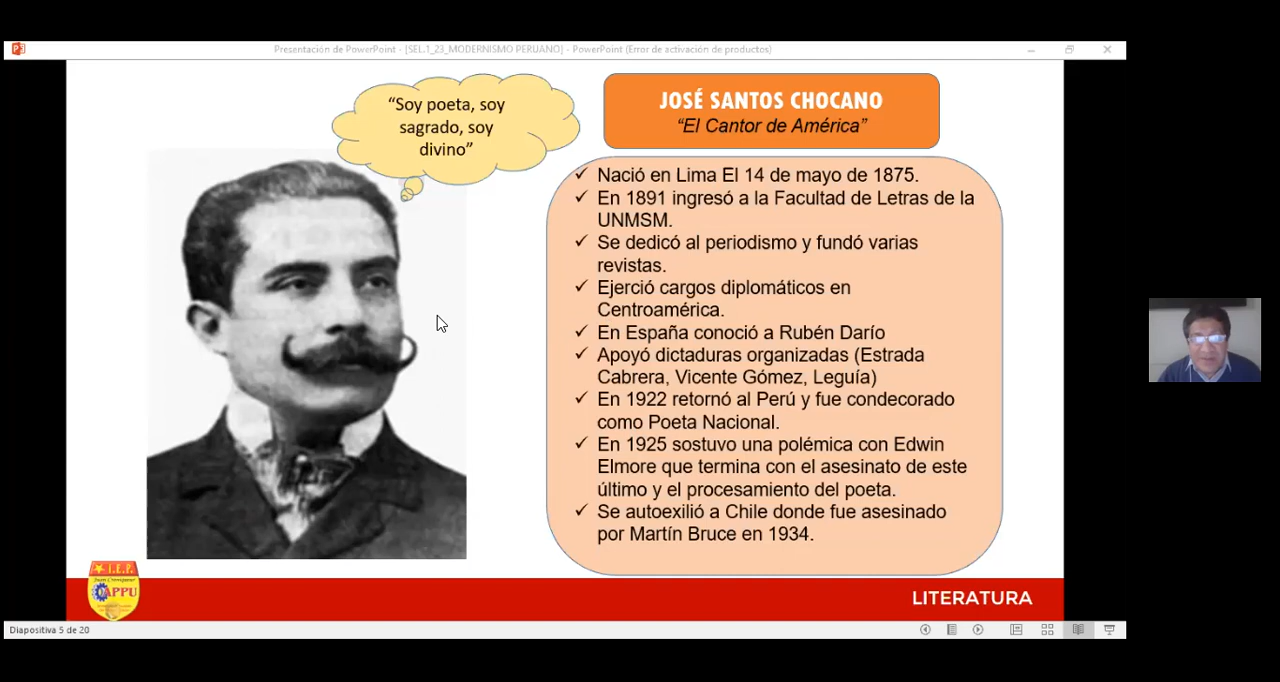 Presentación de PowerPoint - [SEL.1_23_MODERNISMO PERUANO] - PowerPoint (Error de activación de productos)
“Soy poeta, soy
sagrado, soy
divino”
JOSÉ SANTOS CHOCANO
“El Cantor de América”
✓ Nació en Lima El 14 de mayo de 1875.
✓ En 1891 ingresó a la Facultad de Letras de la
UNMSM.
✓ Se dedicó al periodismo y fundó varias
revistas.
✓ Ejerció cargos diplomáticos en
Centroamérica.
✓ En España conoció a Rubén Darío
✓ Apoyó dictaduras organizadas (Estrada
Cabrera, Vicente Gómez, Leguía)
✓ En 1922 retornó al Perú y fue condecorado
como Poeta Nacional.
✓ En 1925 sostuvo una polémica con Edwin
Elmore que termina con el asesinato de este
último y el procesamiento del poeta.
✓ Se autoexilió a Chile donde fue asesinado
por Martín Bruce en 1934.
I.E.P.
APPU
LITERATURA
Diapositiva 5 de 20